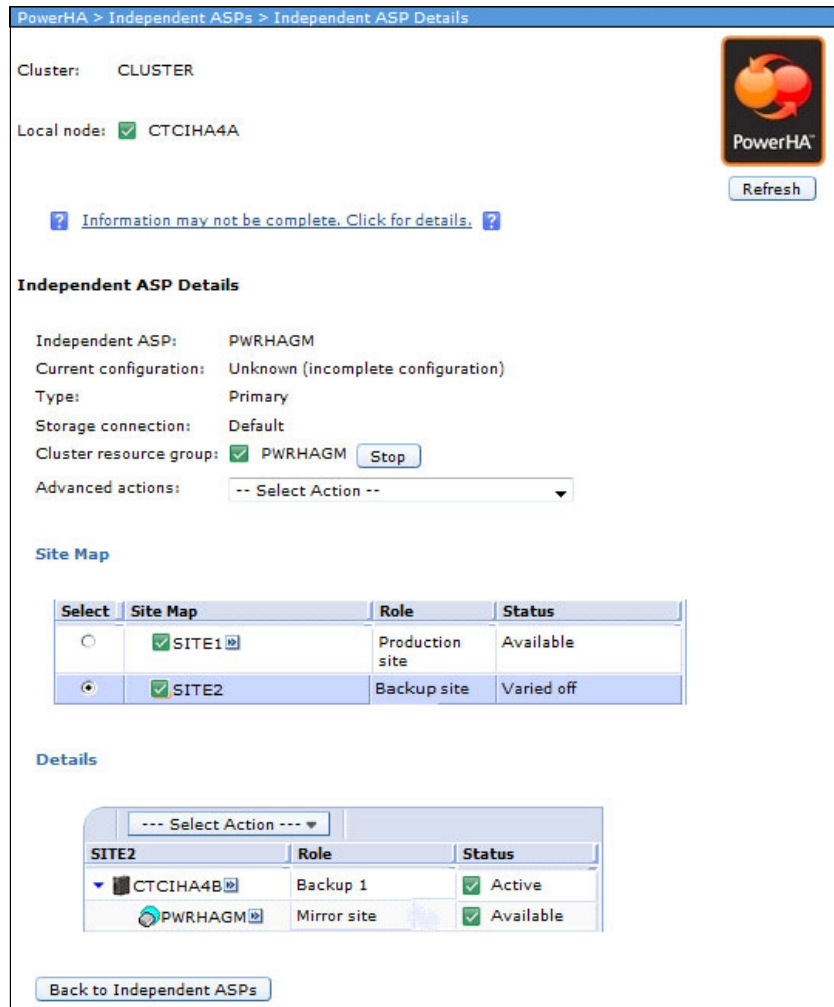 PowerHA > Independent ASPs > Independent ASP Details
Cluster: CLUSTER
Local node: CTCIHA4A
PowerHA™
Refresh
? Information may not be complete. Click for details. ?
Independent ASP Details
Independent ASP: PWRHAGM
Current configuration: Unknown (incomplete configuration)
Type: Primary
Storage connection: Default
Cluster resource group: PWRHAGM Stop
Advanced actions: -- Select Action --
Site Map
Select Site Map Role Status
SITE1 Production site Available
SITE2 Backup site Varied off
Details
--- Select Action ---
SITE2 Role Status
CTCIHA4B Backup 1 Active
PWRHAGM Mirror site Available
Back to Independent ASPs